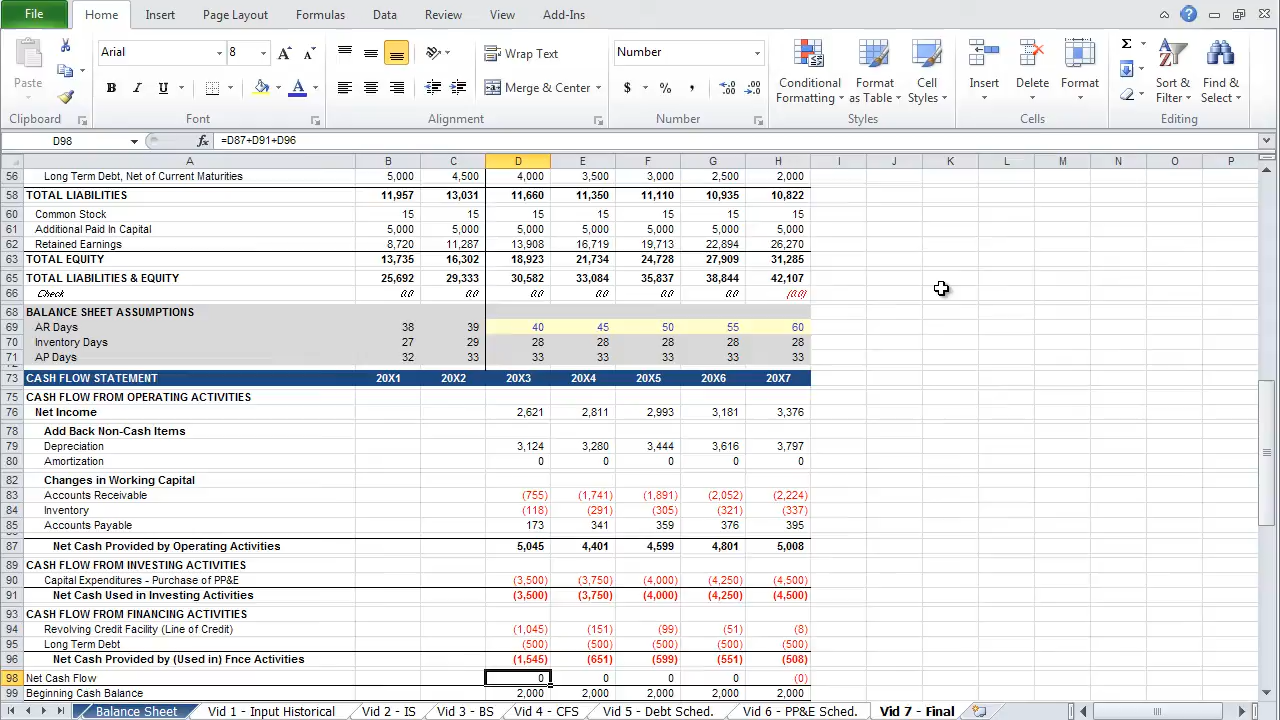 File Home Insert Page Layout Formulas Data Review View Add-Ins
Arial 8 Wrap Text Number
Paste Merge & Center Conditional Formatting Format as Table Cell Styles Insert Delete Format Sort & Filter Find & Select
Clipboard Font Alignment Number Styles Cells Editing
D98 fx =D87+D91+D96
A B C D E F G H I J K L M N O P
56 Long Term Debt, Net of Current Maturities 5,000 4,500 4,000 3,500 3,000 2,500 2,000
58 TOTAL LIABILITIES 11,957 13,031 11,660 11,350 11,110 10,935 10,822
60 Common Stock 15 15 15 15 15 15 15
61 Additional Paid In Capital 5,000 5,000 5,000 5,000 5,000 5,000 5,000
62 Retained Earnings 8,720 11,287 13,908 16,719 19,713 22,894 26,270
63 TOTAL EQUITY 13,735 16,302 18,923 21,734 24,728 27,909 31,285
65 TOTAL LIABILITIES & EQUITY 25,692 29,333 30,582 33,084 35,837 38,844 42,107
66 Check 0.0 0.0 0.0 0.0 0.0 0.0 (0.0)
68 BALANCE SHEET ASSUMPTIONS
69 AR Days 38 39 40 45 50 55 60
70 Inventory Days 27 29 28 28 28 28 28
71 AP Days 32 33 33 33 33 33 33
73 CASH FLOW STATEMENT 20X1 20X2 20X3 20X4 20X5 20X6 20X7
75 CASH FLOW FROM OPERATING ACTIVITIES
76 Net Income 2,621 2,811 2,993 3,181 3,376
78 Add Back Non-Cash Items
79 Depreciation 3,124 3,280 3,444 3,616 3,797
80 Amortization 0 0 0 0 0
82 Changes in Working Capital
83 Accounts Receivable (755) (1,741) (1,891) (2,052) (2,224)
84 Inventory (118) (291) (305) (321) (337)
85 Accounts Payable 173 341 359 376 395
87 Net Cash Provided by Operating Activities 5,045 4,401 4,599 4,801 5,008
89 CASH FLOW FROM INVESTING ACTIVITIES
90 Capital Expenditures - Purchase of PP&E (3,500) (3,750) (4,000) (4,250) (4,500)
91 Net Cash Used in Investing Activities (3,500) (3,750) (4,000) (4,250) (4,500)
93 CASH FLOW FROM FINANCING ACTIVITIES
94 Revolving Credit Facility (Line of Credit) (1,045) (151) (99) (51) (8)
95 Long Term Debt (500) (500) (500) (500) (500)
96 Net Cash Provided by (Used in) Fnce Activities (1,545) (651) (599) (551) (508)
98 Net Cash Flow 0 0 0 0 (0)
99 Beginning Cash Balance 2,000 2,000 2,000 2,000 2,000
Balance Sheet Vid 1 - Input Historical Vid 2 - IS Vid 3 - BS Vid 4 - CFS Vid 5 - Debt Sched. Vid 6 - PP&E Sched. Vid 7 - Final